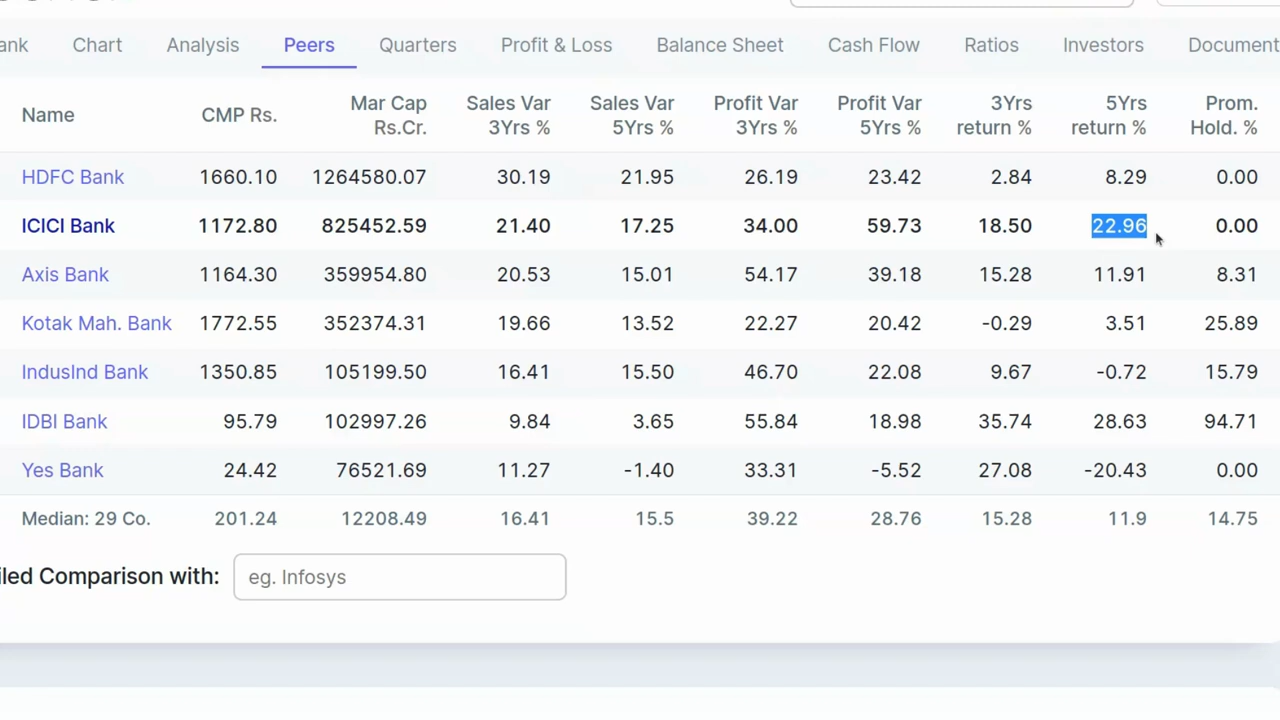 ank Chart Analysis Peers Quarters Profit & Loss Balance Sheet Cash Flow Ratios Investors Document
Name CMP Rs. Mar Cap Rs.Cr. Sales Var 3Yrs % Sales Var 5Yrs % Profit Var 3Yrs % Profit Var 5Yrs % 3Yrs return % 5Yrs return % Prom. Hold. %
HDFC Bank 1660.10 1264580.07 30.19 21.95 26.19 23.42 2.84 8.29 0.00
ICICI Bank 1172.80 825452.59 21.40 17.25 34.00 59.73 18.50 22.96 0.00
Axis Bank 1164.30 359954.80 20.53 15.01 54.17 39.18 15.28 11.91 8.31
Kotak Mah. Bank 1772.55 352374.31 19.66 13.52 22.27 20.42 -0.29 3.51 25.89
IndusInd Bank 1350.85 105199.50 16.41 15.50 46.70 22.08 9.67 -0.72 15.79
IDBI Bank 95.79 102997.26 9.84 3.65 55.84 18.98 35.74 28.63 94.71
Yes Bank 24.42 76521.69 11.27 -1.40 33.31 -5.52 27.08 -20.43 0.00
Median: 29 Co. 201.24 12208.49 16.41 15.5 39.22 28.76 15.28 11.9 14.75
iled Comparison with: eg. Infosys